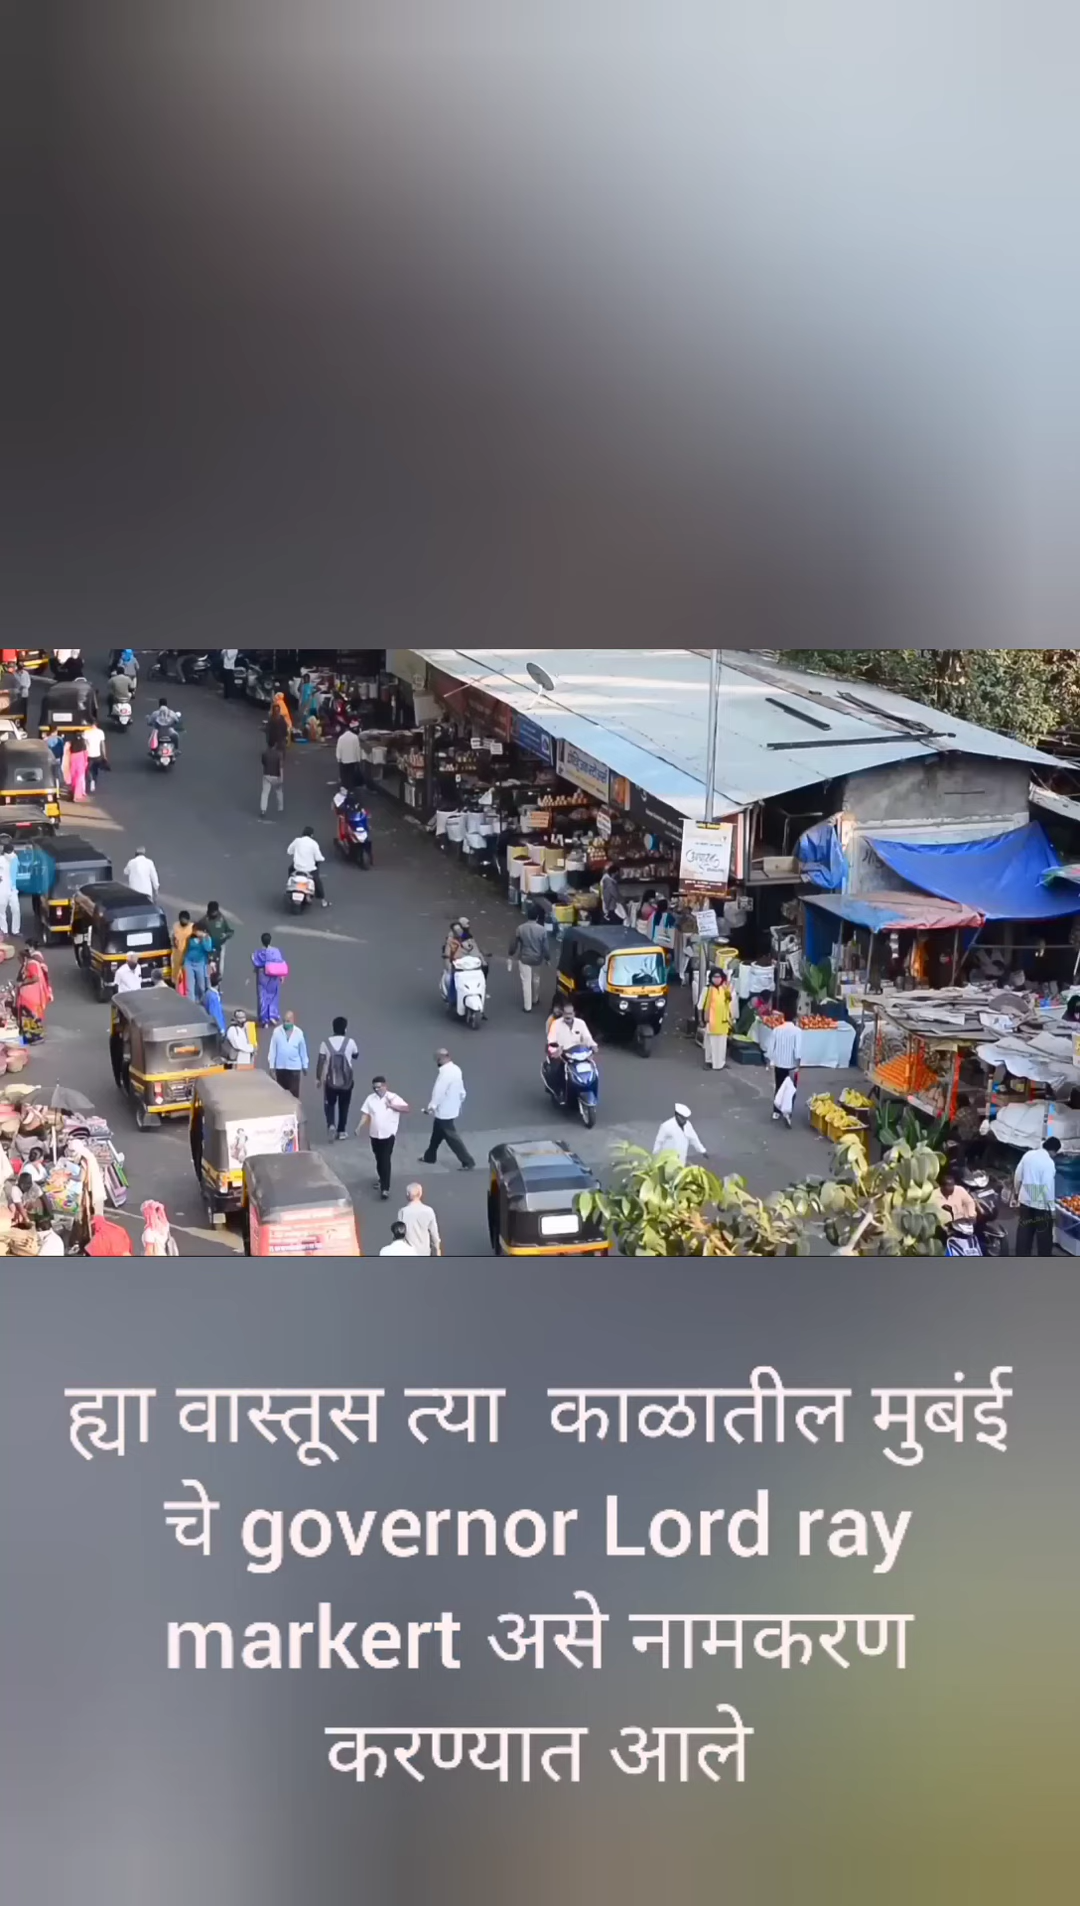 ह्या वास्तूस त्या काळातील मुबंई
चे governor Lord ray
markert असे नामकरण
करण्यात आले